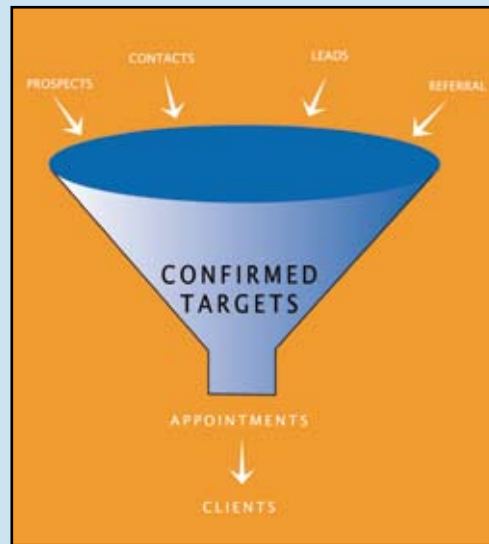 PROSPECTS
CONTACTS
LEADS
REFERRAL
CONFIRMED
TARGETS
APPOINTMENTS
CLIENTS